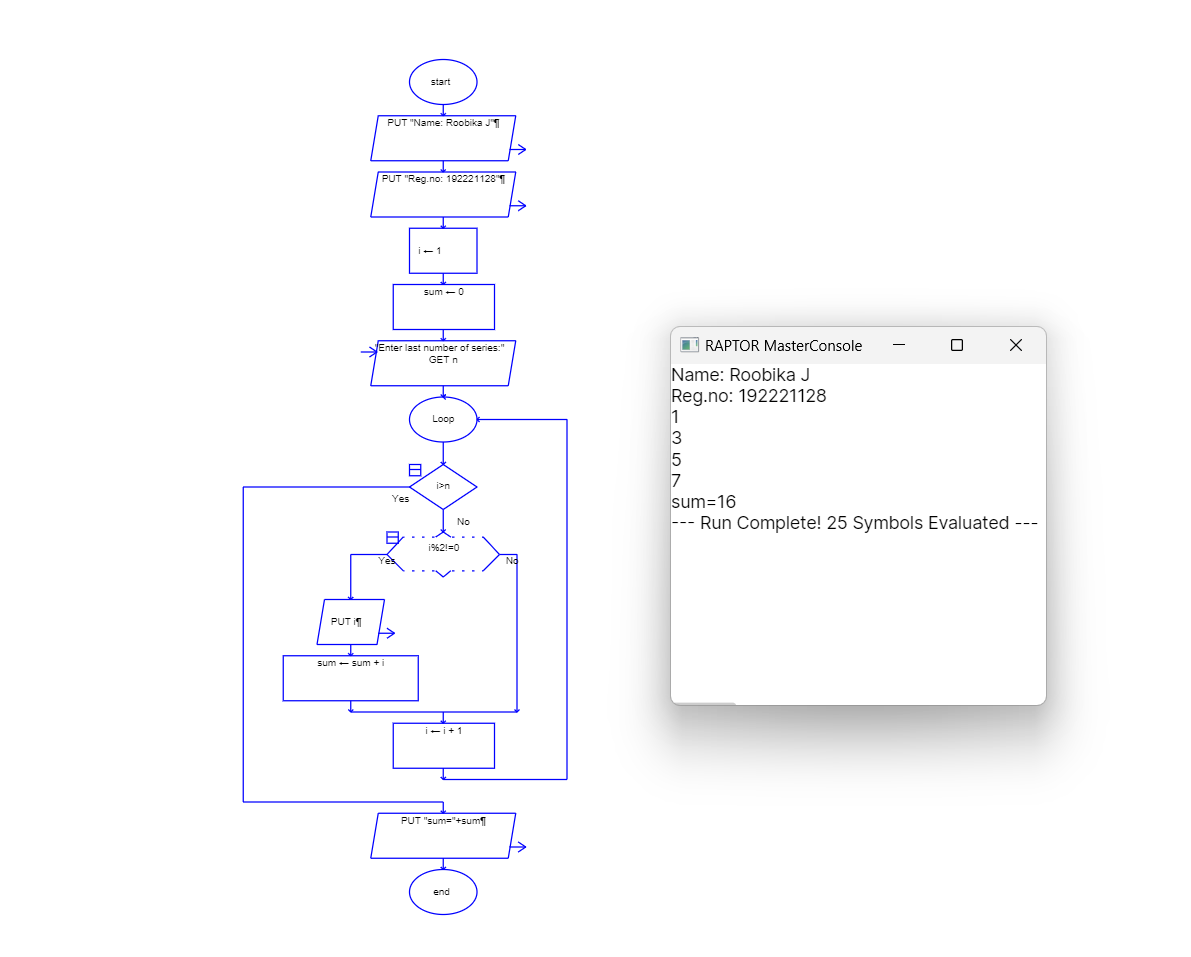 start
PUT "Name: Roobika J"¶
PUT "Reg.no: 192221128"¶
i ← 1
sum ← 0
"Enter last number of series:"
GET n
Loop
i>n
Yes
No
i%2!=0
Yes
No
PUT i¶
sum ← sum + i
i ← i + 1
PUT "sum="+sum¶
end
RAPTOR MasterConsole
Name: Roobika J
Reg.no: 192221128
1
3
5
7
sum=16
--- Run Complete! 25 Symbols Evaluated ---